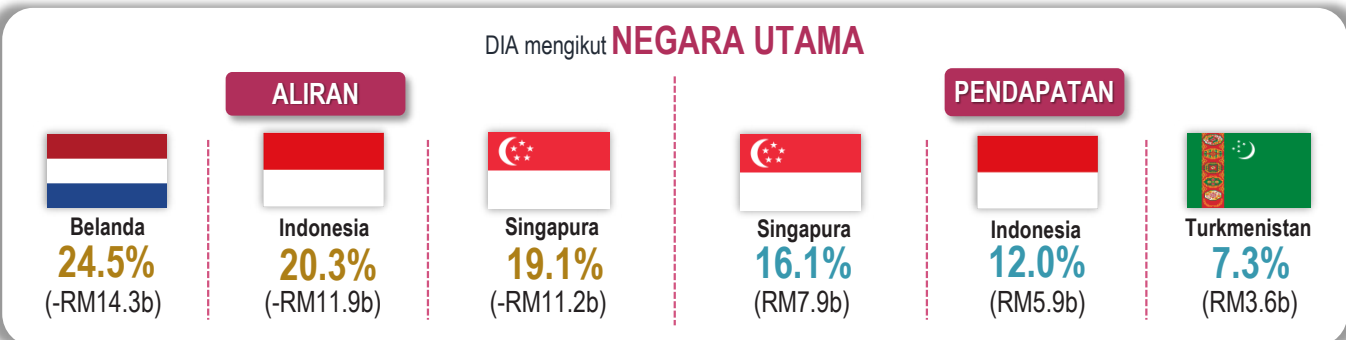 DIA mengikut NEGARA UTAMA
ALIRAN
Belanda
24.5%
(-RM14.3b)
Indonesia
20.3%
(-RM11.9b)
Singapura
19.1%
(-RM11.2b)
PENDAPATAN
Singapura
16.1%
(RM7.9b)
Indonesia
12.0%
(RM5.9b)
Turkmenistan
7.3%
(RM3.6b)